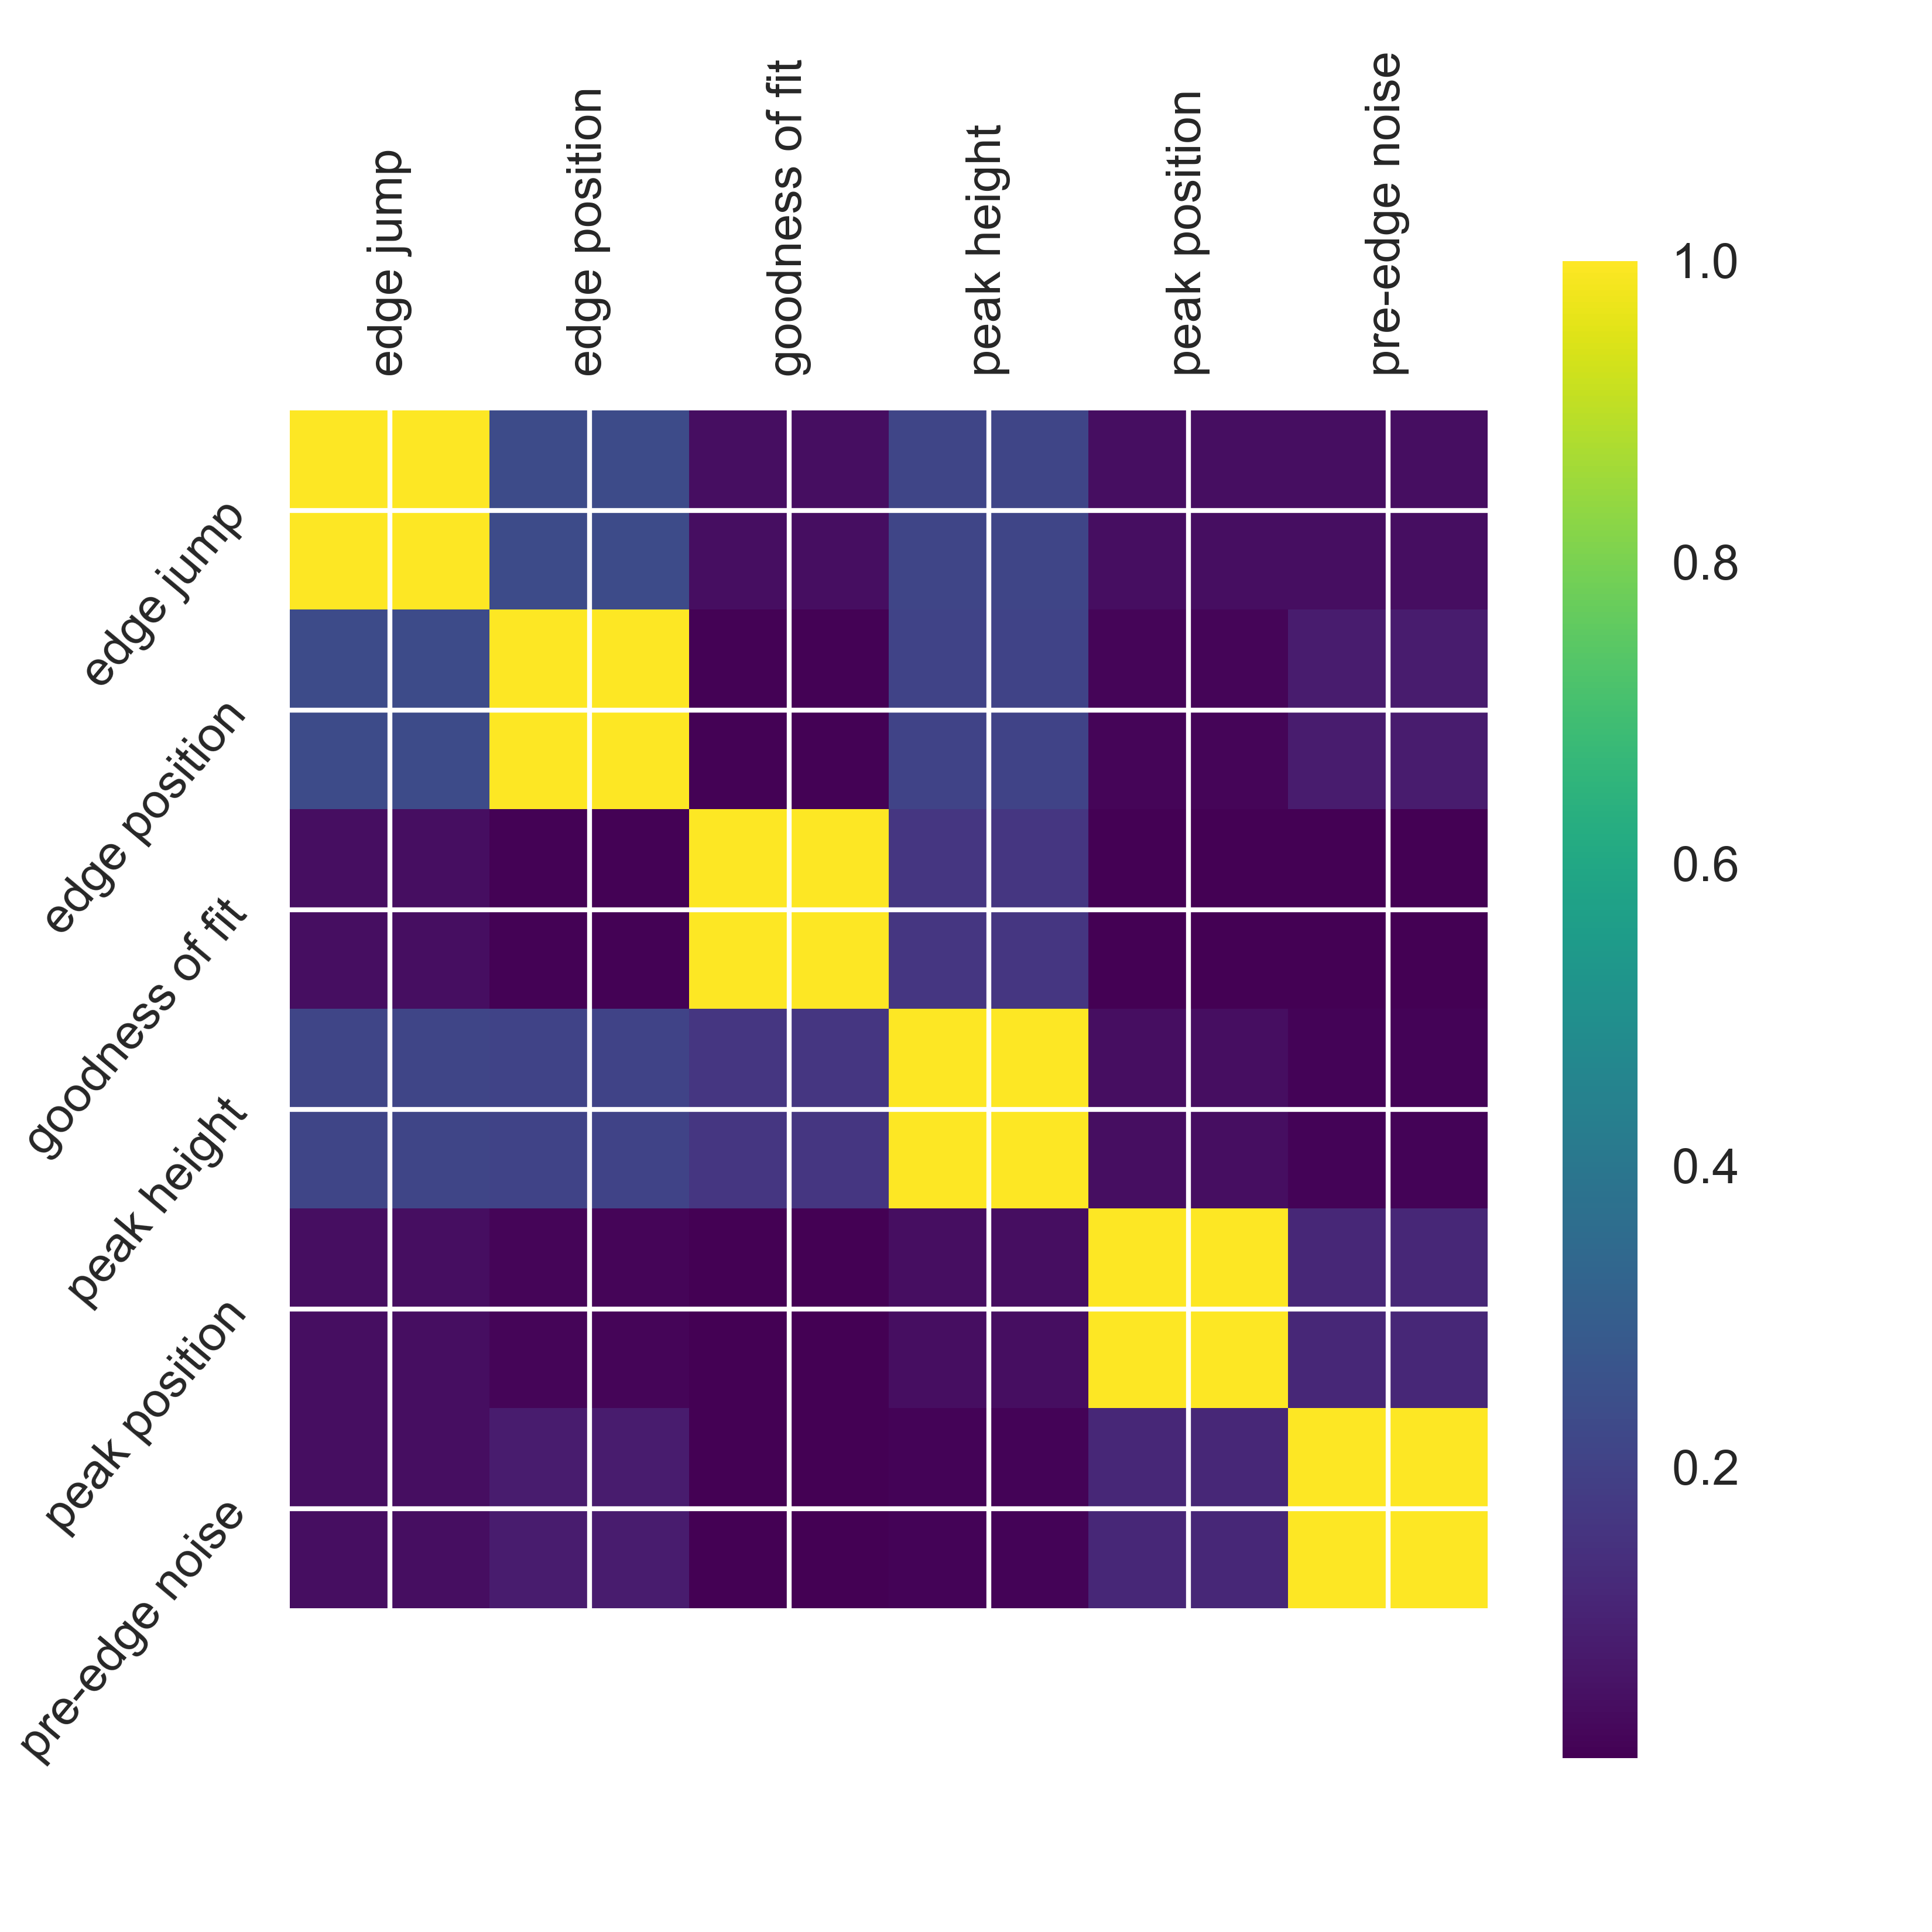 edge jump
edge position
goodness of fit
peak height
peak position
pre-edge noise
edge jump
edge position
goodness of fit
peak height
peak position
pre-edge noise
1.0
0.8
0.6
0.4
0.2